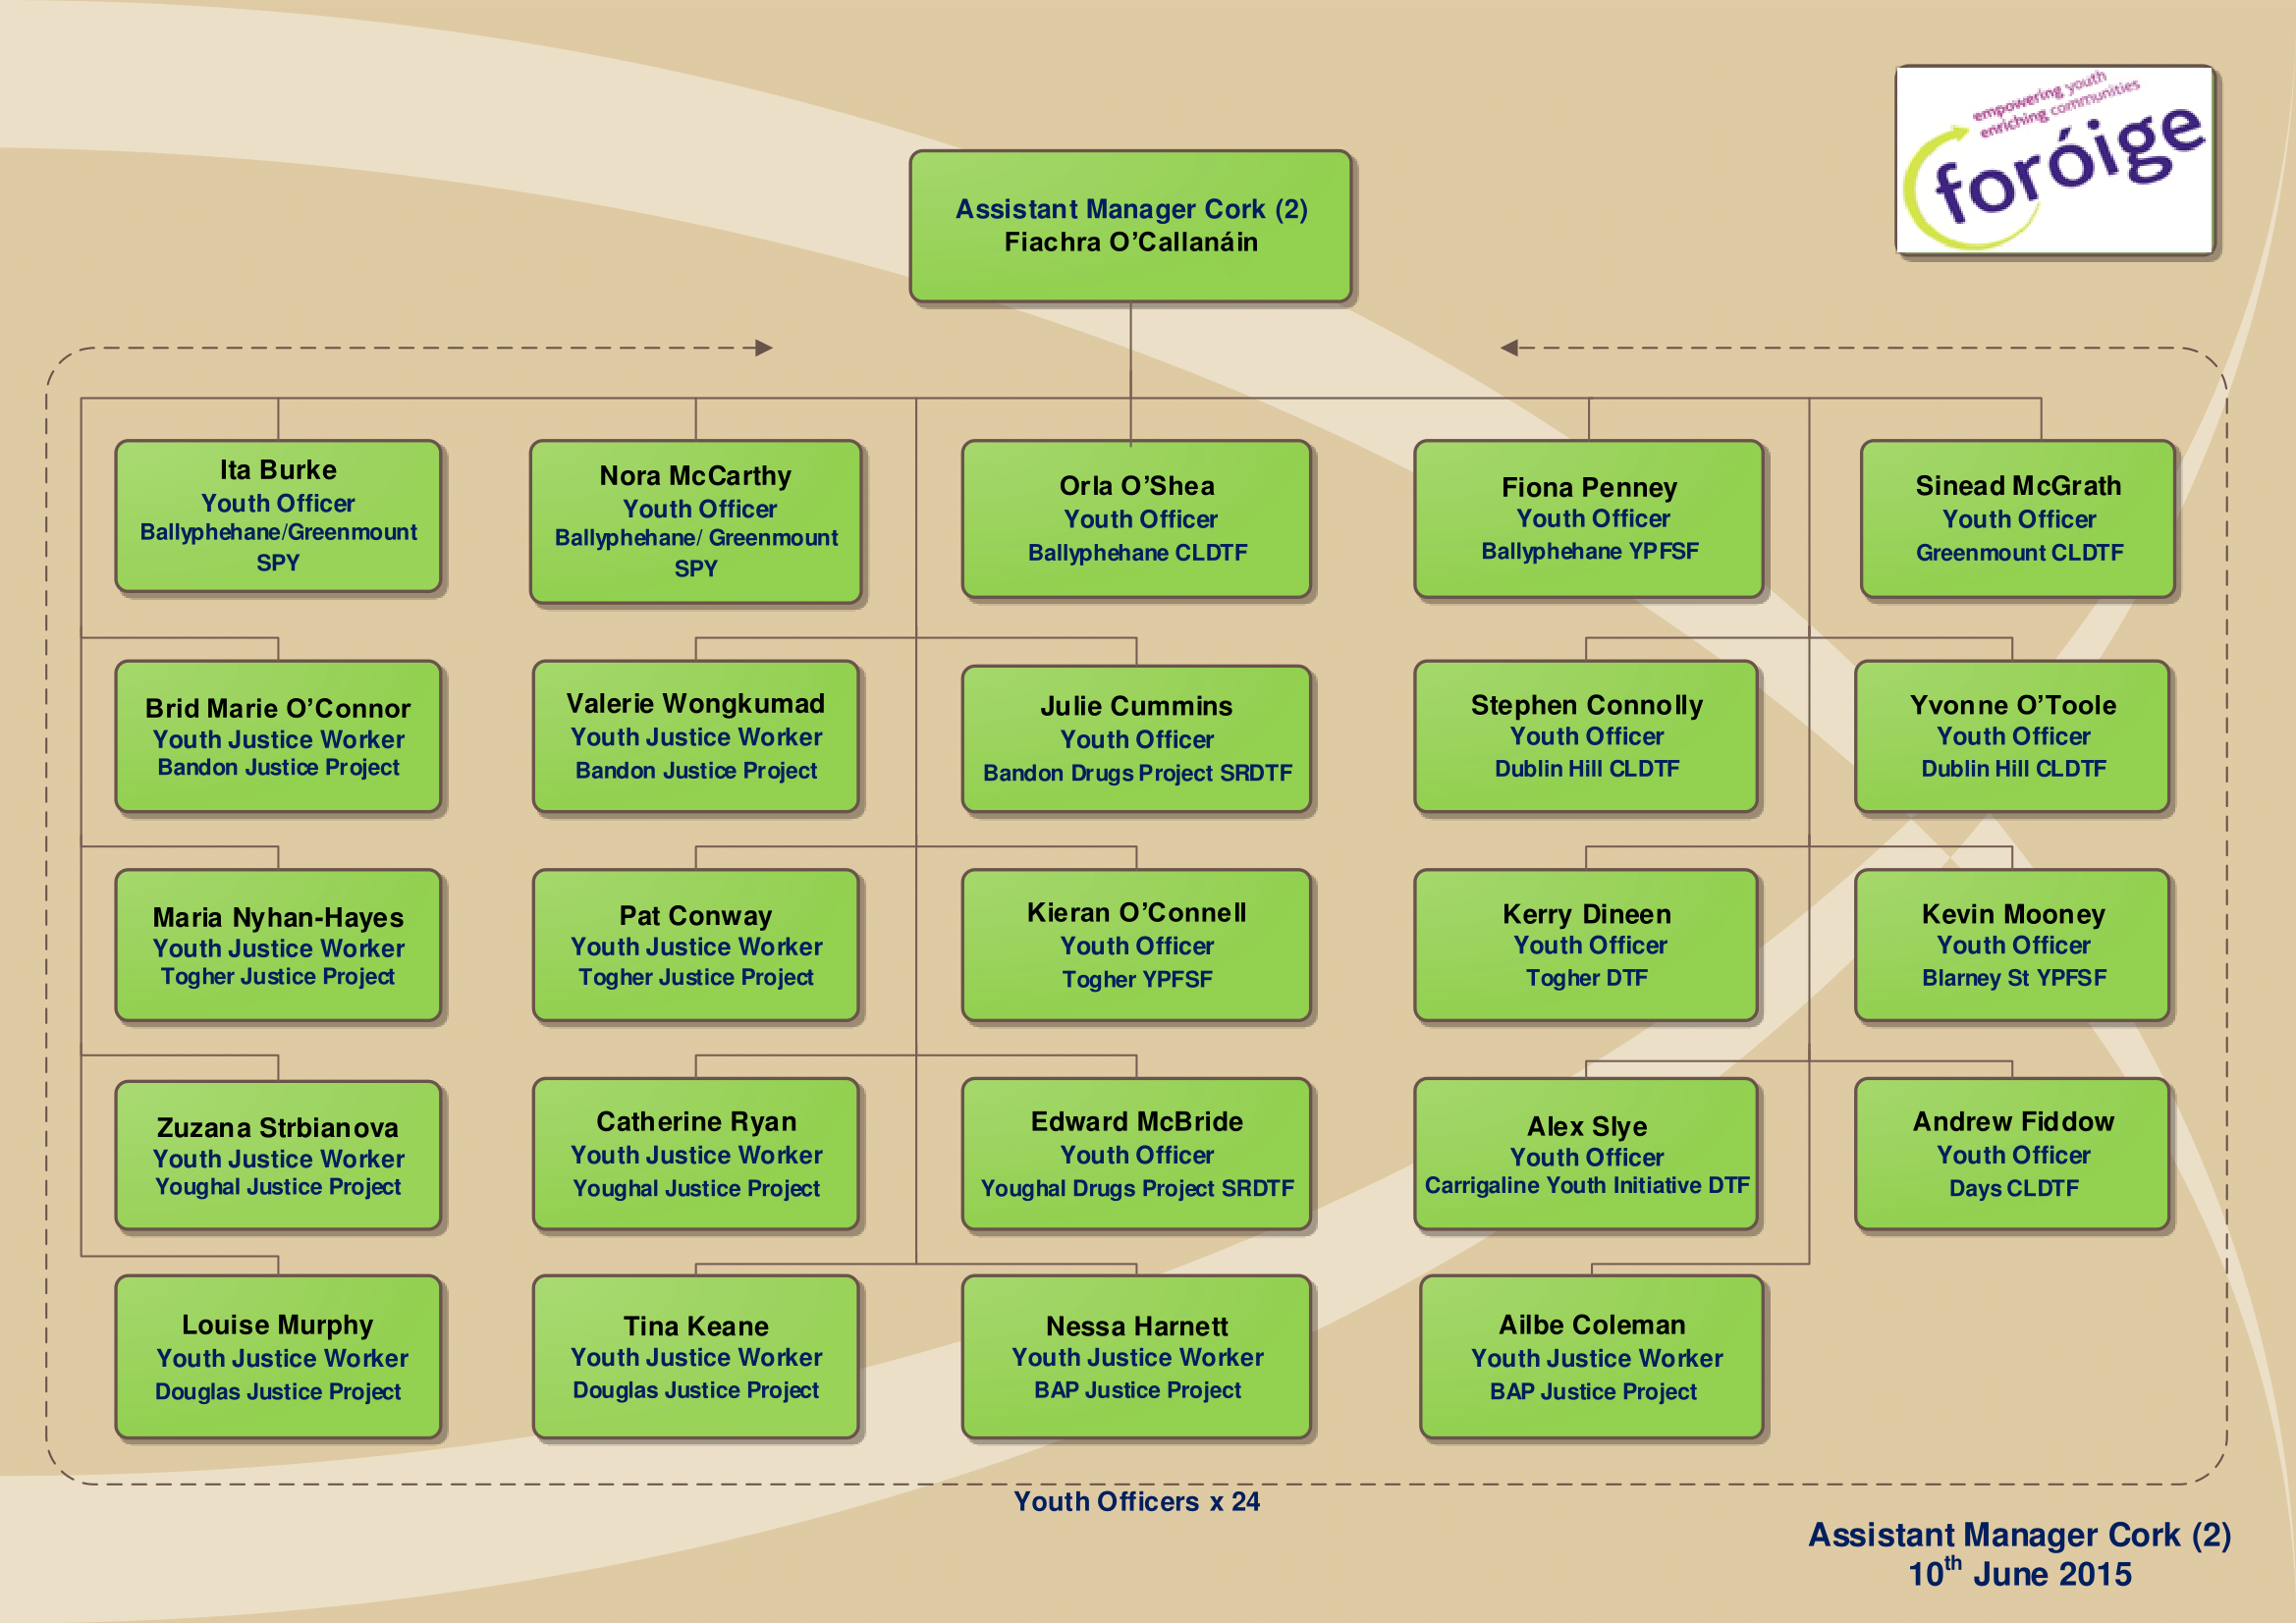 empowering youth
enriching communities
foróige
Assistant Manager Cork (2)
Fiachra O’Callanáin
Ita Burke
Youth Officer
Ballyphehane/Greenmount
SPY
Nora McCarthy
Youth Officer
Ballyphehane/ Greenmount
SPY
Orla O’Shea
Youth Officer
Ballyphehane CLDTF
Fiona Penney
Youth Officer
Ballyphehane YPFSF
Sinead McGrath
Youth Officer
Greenmount CLDTF
Brid Marie O’Connor
Youth Justice Worker
Bandon Justice Project
Valerie Wongkumad
Youth Justice Worker
Bandon Justice Project
Julie Cummins
Youth Officer
Bandon Drugs Project SRDTF
Stephen Connolly
Youth Officer
Dublin Hill CLDTF
Yvonne O’Toole
Youth Officer
Dublin Hill CLDTF
Maria Nyhan-Hayes
Youth Justice Worker
Togher Justice Project
Pat Conway
Youth Justice Worker
Togher Justice Project
Kieran O’Connell
Youth Officer
Togher YPFSF
Kerry Dineen
Youth Officer
Togher DTF
Kevin Mooney
Youth Officer
Blarney St YPFSF
Zuzana Strbianova
Youth Justice Worker
Youghal Justice Project
Catherine Ryan
Youth Justice Worker
Youghal Justice Project
Edward McBride
Youth Officer
Youghal Drugs Project SRDTF
Alex Slye
Youth Officer
Carrigaline Youth Initiative DTF
Andrew Fiddow
Youth Officer
Days CLDTF
Louise Murphy
Youth Justice Worker
Douglas Justice Project
Tina Keane
Youth Justice Worker
Douglas Justice Project
Nessa Harnett
Youth Justice Worker
BAP Justice Project
Ailbe Coleman
Youth Justice Worker
BAP Justice Project
Youth Officers x 24
Assistant Manager Cork (2)
10th June 2015